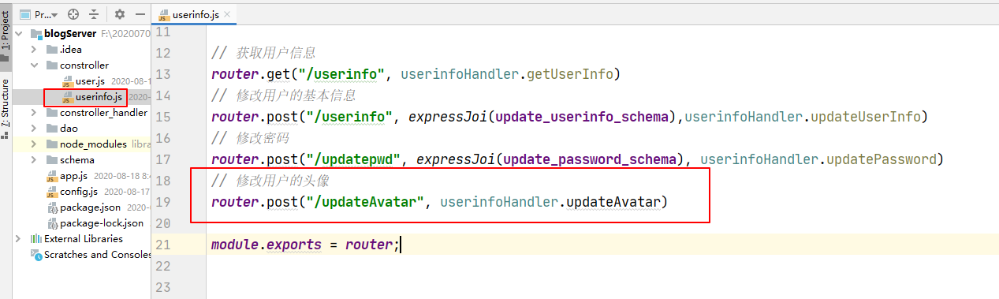 1: Project
7: Structure
Pr...
blogServer F:\2020070
.idea
constroller
user.js 2020-08-1
userinfo.js 2020-
constroller_handler
dao
node_modules libra
schema
app.js 2020-08-18 8:4
config.js 2020-08-17
package.json 2020-0
package-lock.json
External Libraries
Scratches and Consoles
userinfo.js
11
12 // 获取用户信息
13 router.get("/userinfo", userinfoHandler.getUserInfo)
14 // 修改用户的基本信息
15 router.post("/userinfo", expressJoi(update_userinfo_schema),userinfoHandler.updateUserInfo)
16 // 修改密码
17 router.post("/updatepwd", expressJoi(update_password_schema), userinfoHandler.updatePassword)
18 // 修改用户的头像
19 router.post("/updateAvatar", userinfoHandler.updateAvatar)
20
21 module.exports = router;
22
23